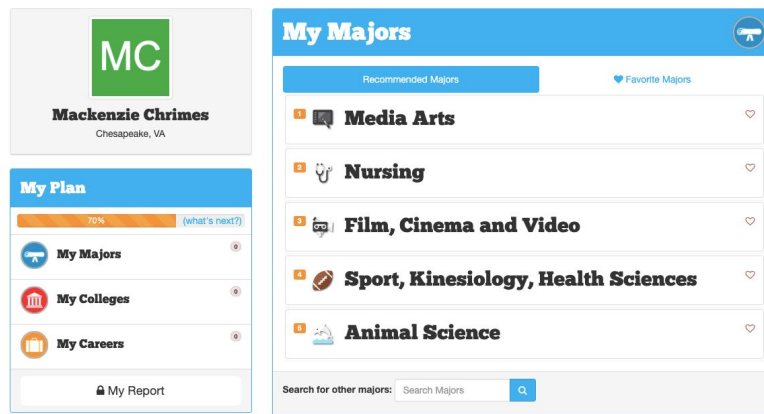 MC
Mackenzie Chrimes
Chesapeake, VA
My Plan
70% (what's next?)
My Majors 0
My Colleges 0
My Careers 0
My Report
My Majors
Recommended Majors Favorite Majors
1 Media Arts
2 Nursing
3 Film, Cinema and Video
4 Sport, Kinesiology, Health Sciences
5 Animal Science
Search for other majors: Search Majors